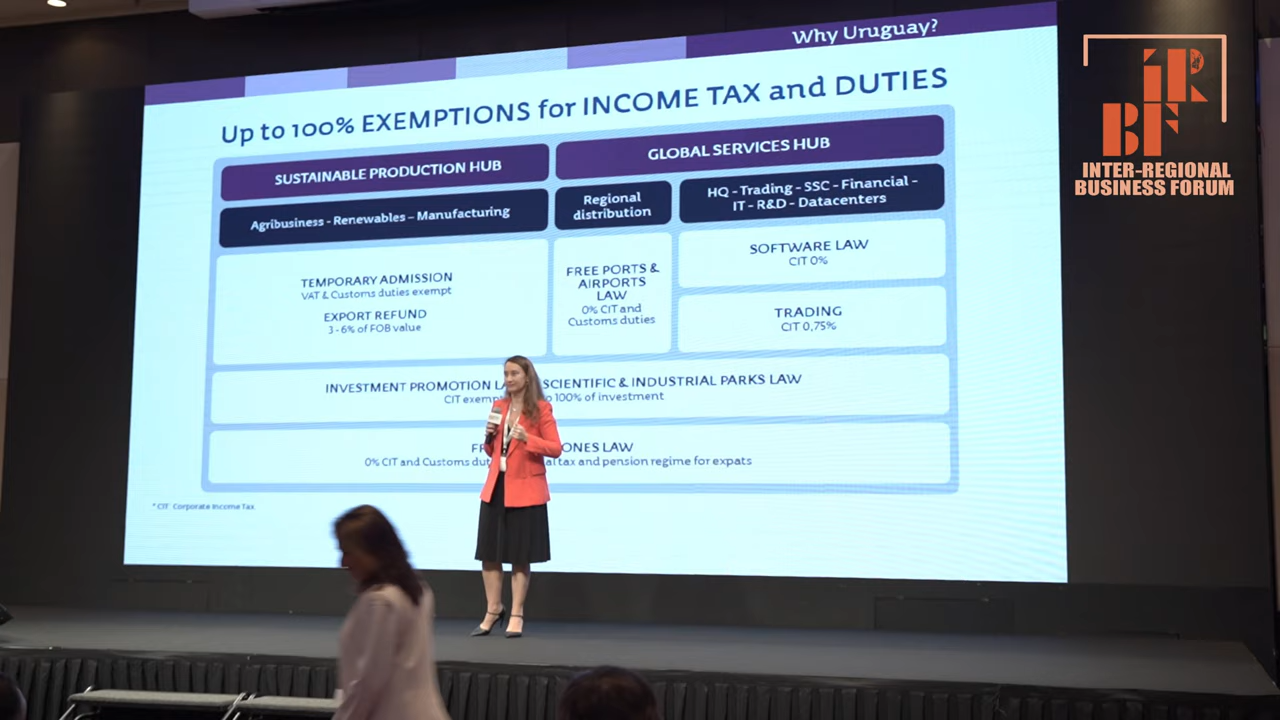 Why Uruguay?
Up to 100% EXEMPTIONS for INCOME TAX and DUTIES
SUSTAINABLE PRODUCTION HUB
GLOBAL SERVICES HUB
Agribusiness - Renewables – Manufacturing
Regional
distribution
HQ - Trading - SSC - Financial -
IT - R&D - Datacenters
TEMPORARY ADMISSION
VAT & Customs duties exempt
EXPORT REFUND
3 - 6% of FOB value
FREE PORTS &
AIRPORTS
LAW
0% CIT and
Customs duties
SOFTWARE LAW
CIT 0%
TRADING
CIT 0,75%
INVESTMENT PROMOTION SCIENTIFIC & INDUSTRIAL PARKS LAW
CIT 100% of investment
LAW
0% CIT and Customs tax and pension regime for expats
* CIT: Corporate Income Tax.
IR
BF
INTER-REGIONAL
BUSINESS FORUM